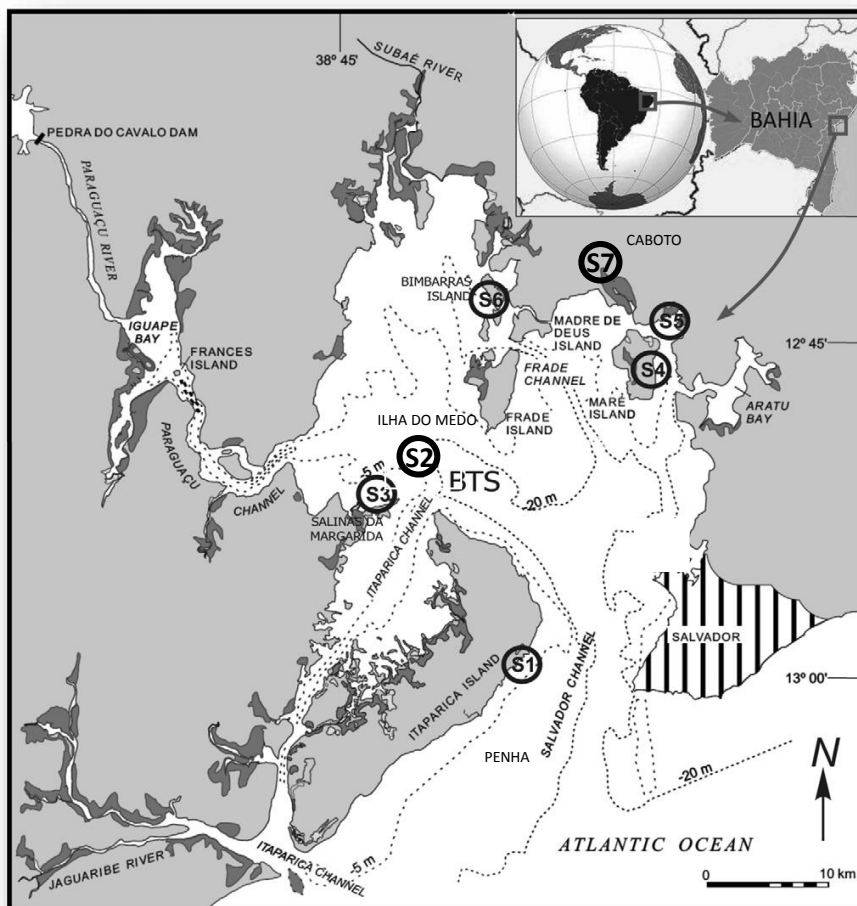 38º 45'
SUBAÉ RIVER
BAHIA
PEDRA DO CAVALO DAM
PARAGUAÇU RIVER
CABOTO
S7
BIMBARRAS
ISLAND
S6
MADRE DE
DEUS
ISLAND
S5
12º 45'
IGUAPE
BAY
FRANCES
ISLAND
FRADE
CHANNEL
S4
MARÉ
ISLAND
ARATU
BAY
FRADE
ISLAND
ILHA DO MEDO
S2
PARAGUAÇU
CHANNEL
-5 m
BTS
-20 m
S3
SALINAS DA
MARGARIDA
ITAPARICA CHANNEL
SALVADOR
S1
ITAPARICA ISLAND
SALVADOR CHANNEL
13º 00'
PENHA
N
-20 m
ATLANTIC OCEAN
-5 m
ITAPARICA CHANNEL
JAGUARIBE RIVER
0 10 km